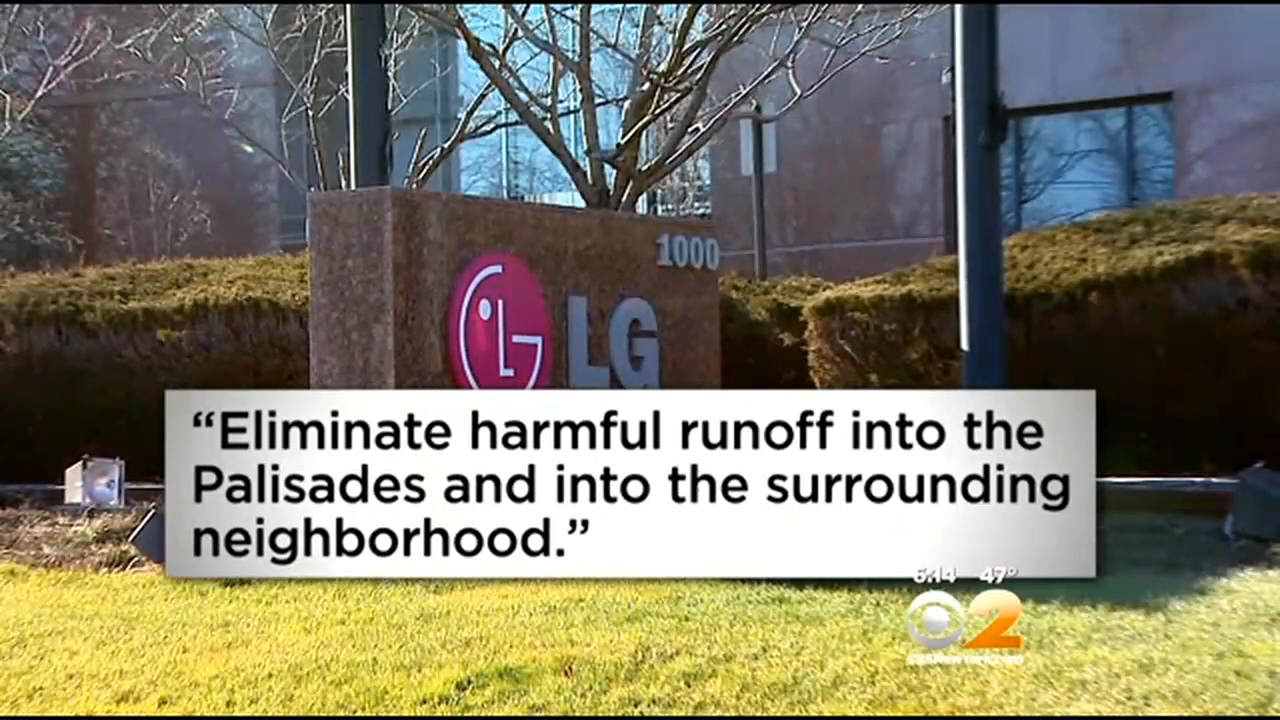 1000
LG
“Eliminate harmful runoff into the
Palisades and into the surrounding
neighborhood.”
6:14 47°
2